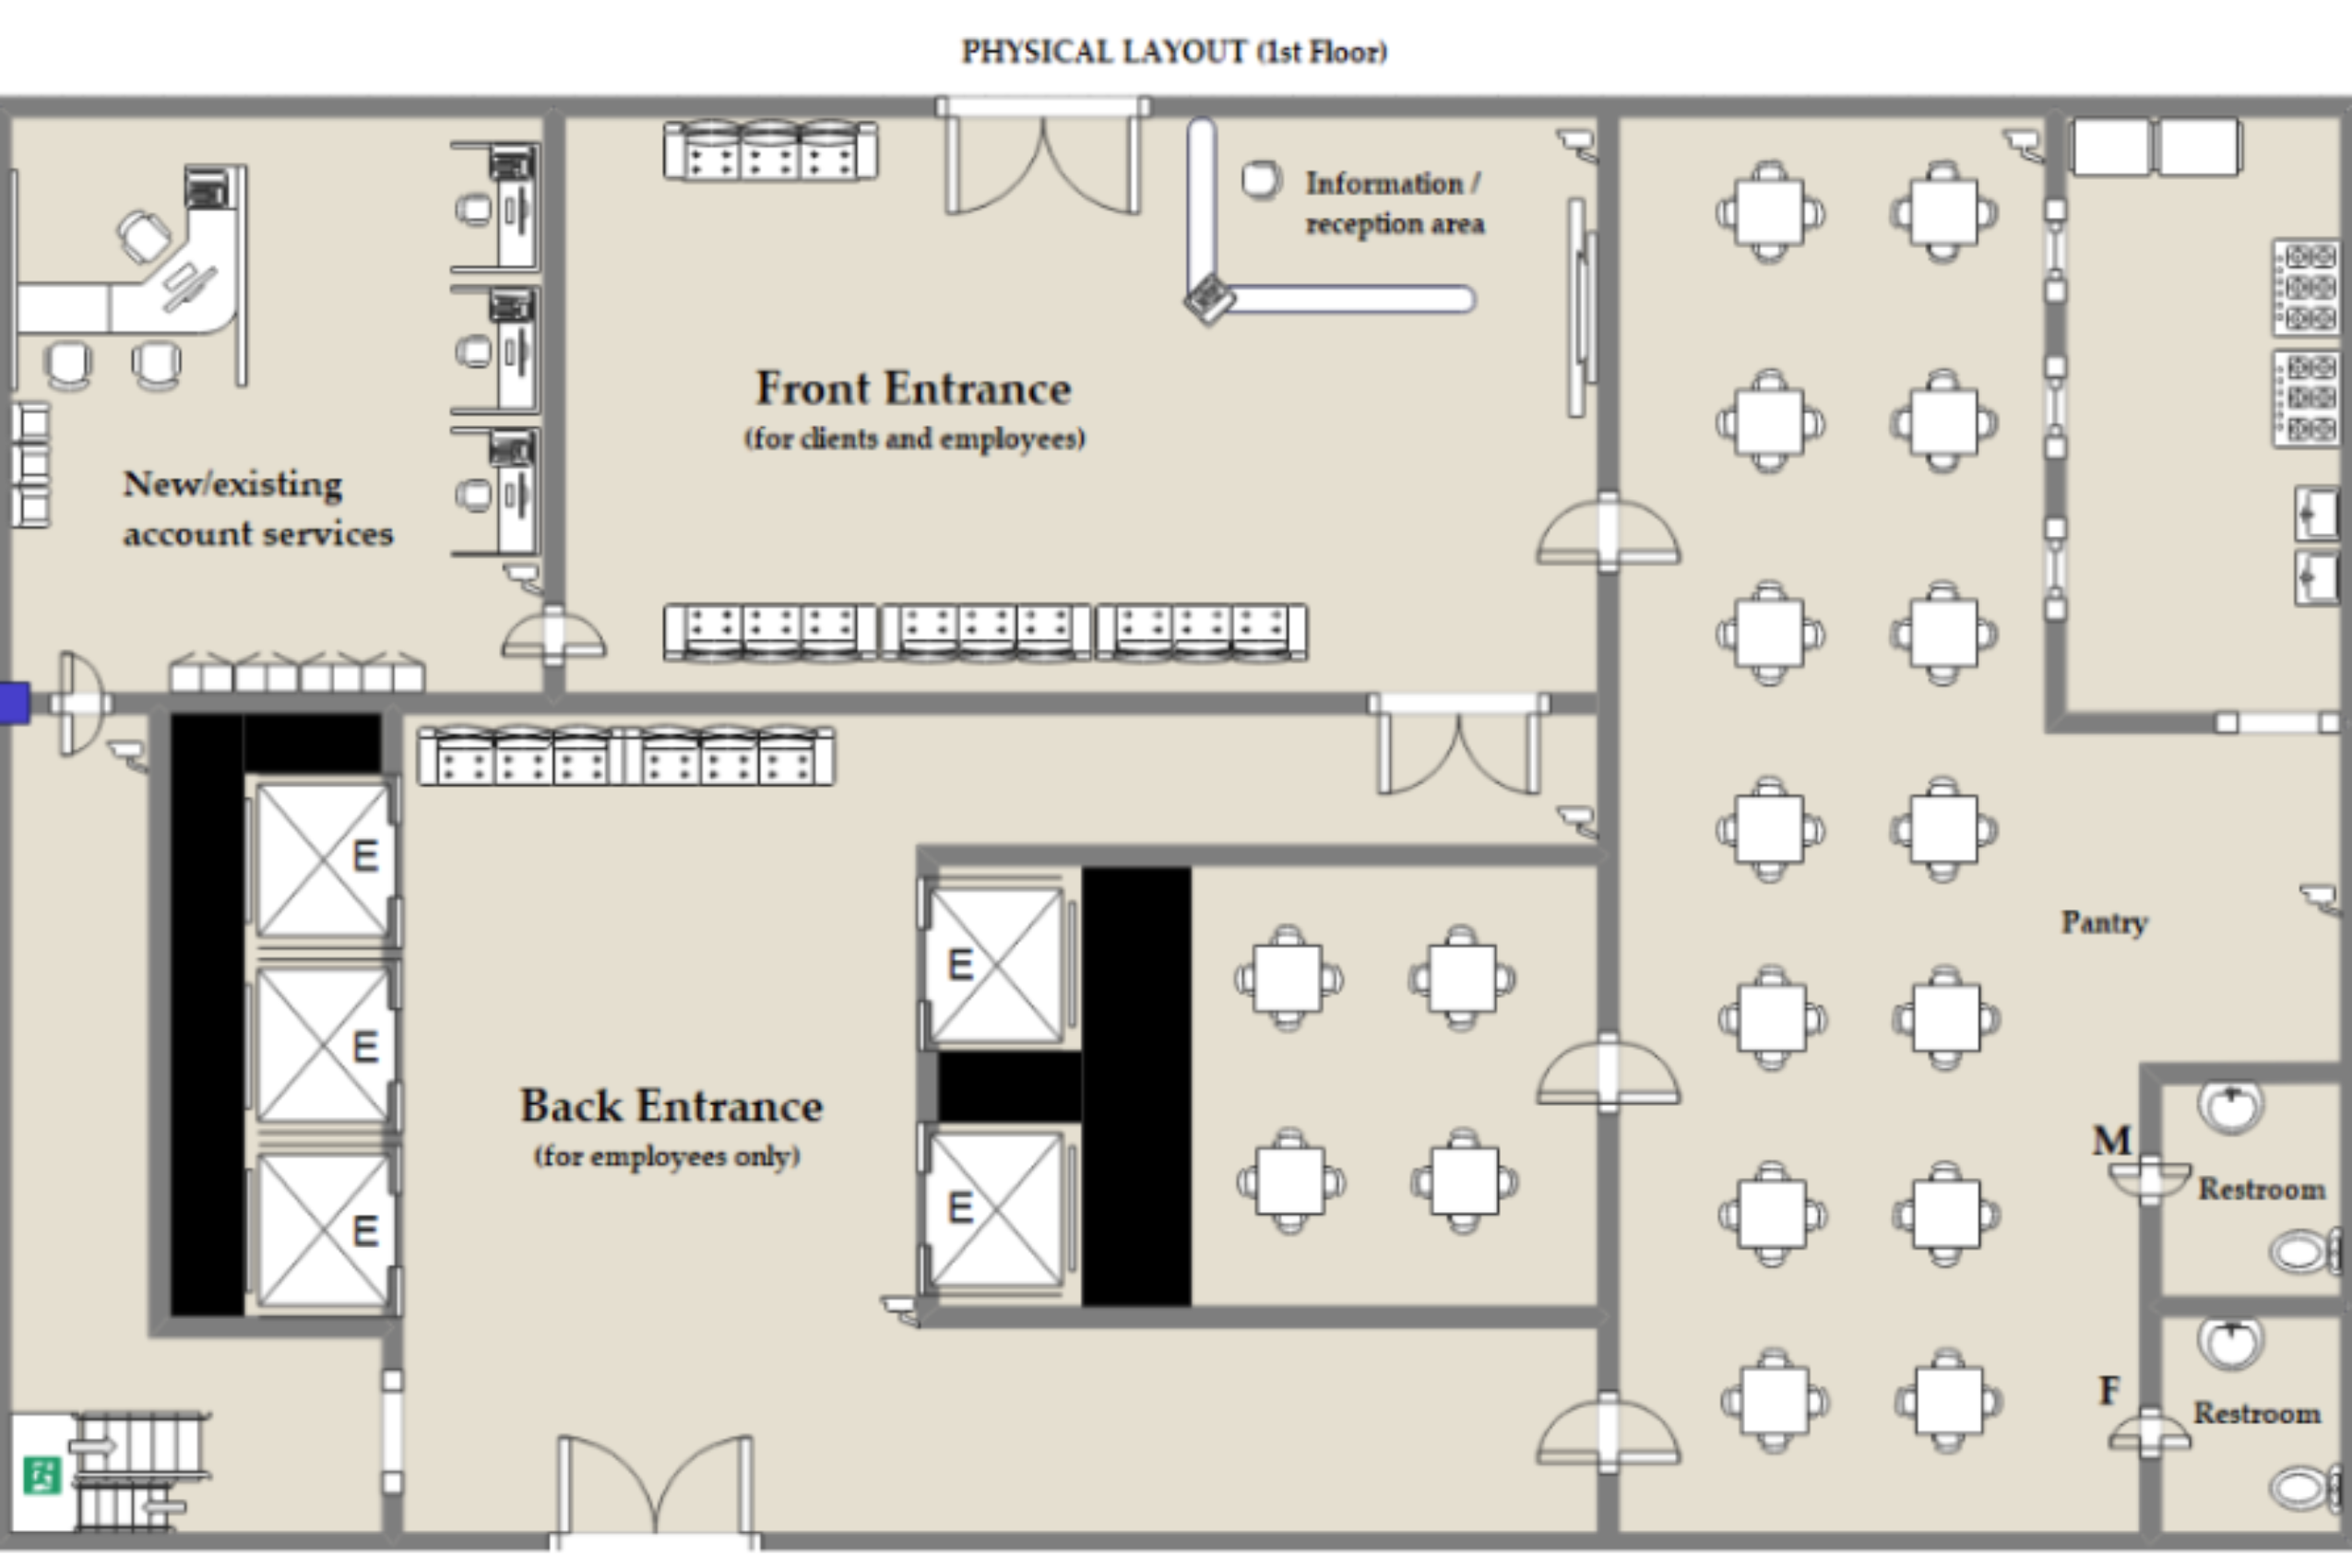 PHYSICAL LAYOUT (1st Floor)
Information /
reception area
Front Entrance
(for clients and employees)
New/existing
account services
E
E
E
E
E
Back Entrance
(for employees only)
Pantry
M
Restroom
F
Restroom